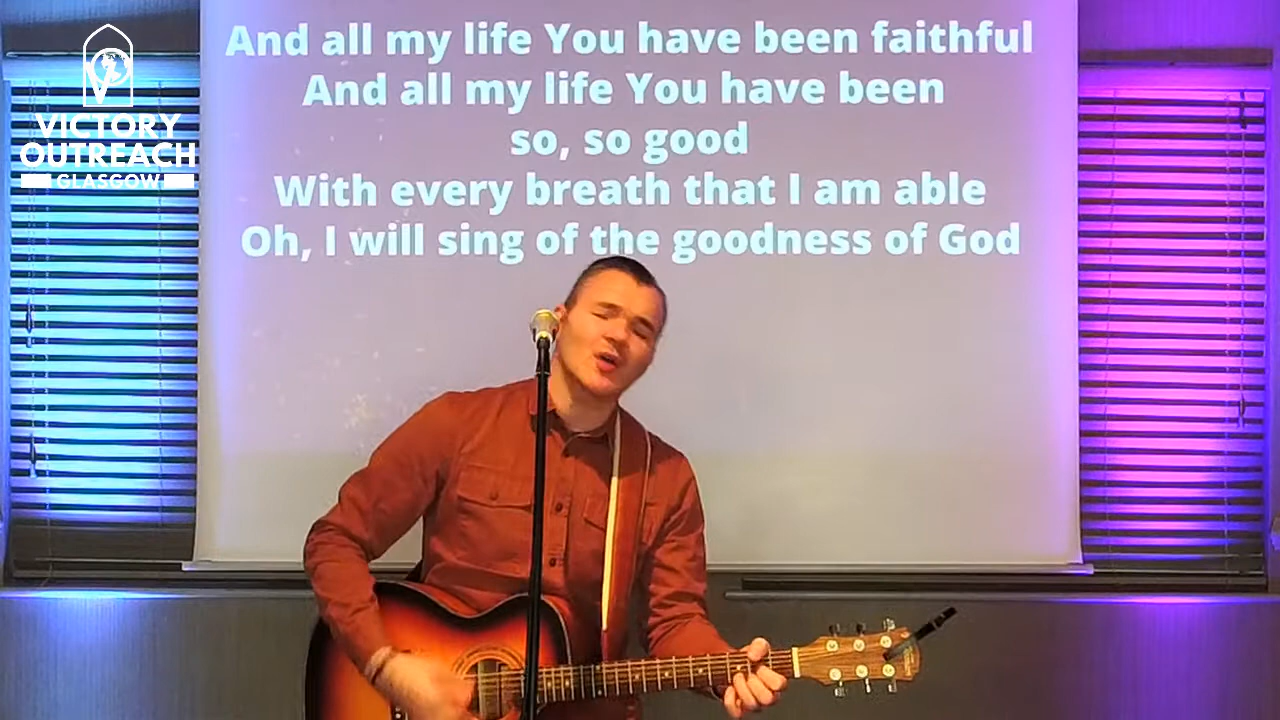 And all my life You have been faithful
And all my life You have been
so, so good
With every breath that I am able
Oh, I will sing of the goodness of God
VICTORY
OUTREACH
GLASGOW